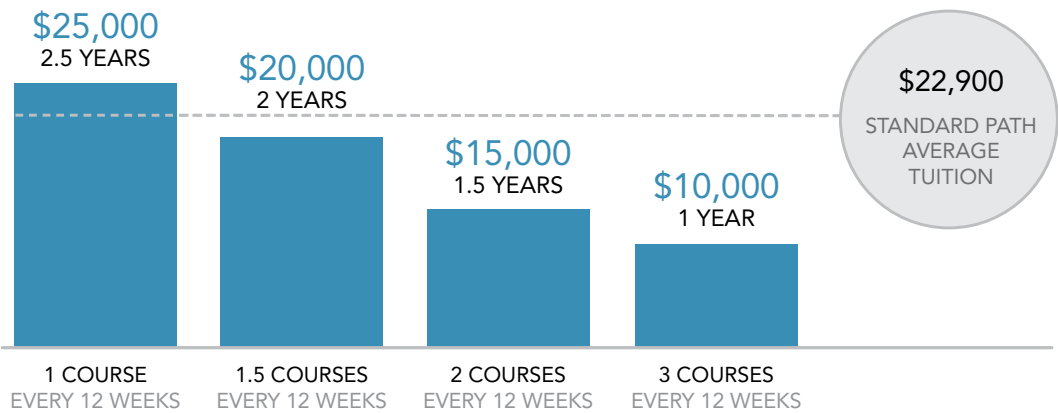 $25,000
2.5 YEARS
$20,000
2 YEARS
$15,000
1.5 YEARS
$10,000
1 YEAR
$22,900
STANDARD PATH
AVERAGE
TUITION
1 COURSE
EVERY 12 WEEKS
1.5 COURSES
EVERY 12 WEEKS
2 COURSES
EVERY 12 WEEKS
3 COURSES
EVERY 12 WEEKS